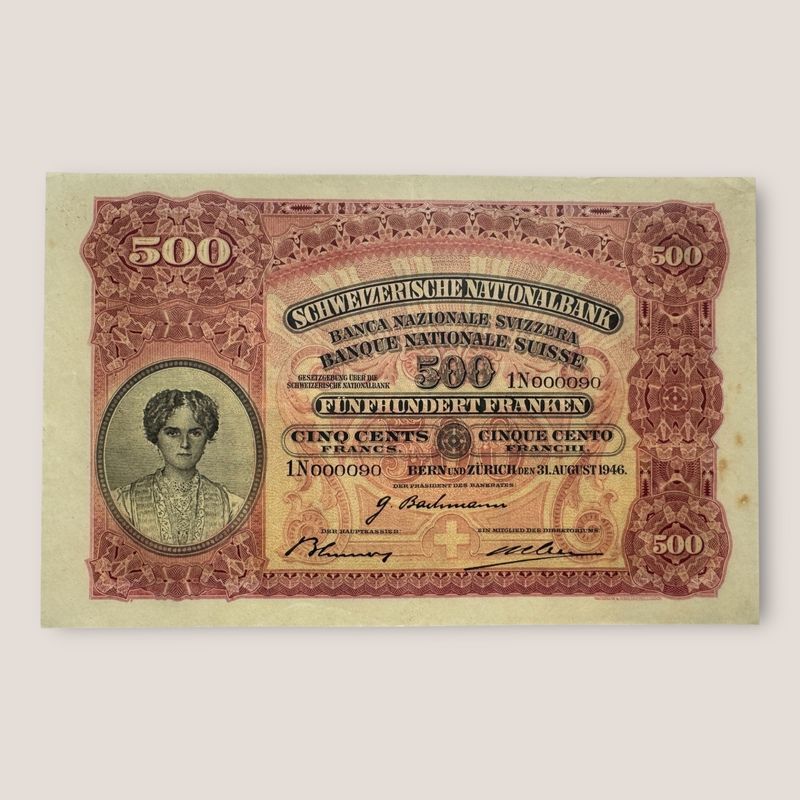 500
500
SCHWEIZERISCHE NATIONALBANK
BANCA NAZIONALE SVIZZERA
BANQUE NATIONALE SUISSE
GESETZGEBUNG ÜBER DIE
SCHWEIZERISCHE NATIONALBANK
500
1N000090
FÜNFHUNDERT FRANKEN
CINQ CENTS
FRANCS.
CINQUE CENTO
FRANCHI.
1N000090
BERN UND ZÜRICH DEN 31. AUGUST 1946.
DER PRÄSIDENT DES BANKRATES:
G. Bachmann
DER HAUPTKASSIER:
EIN MITGLIED DES DIREKTORIUMS:
500